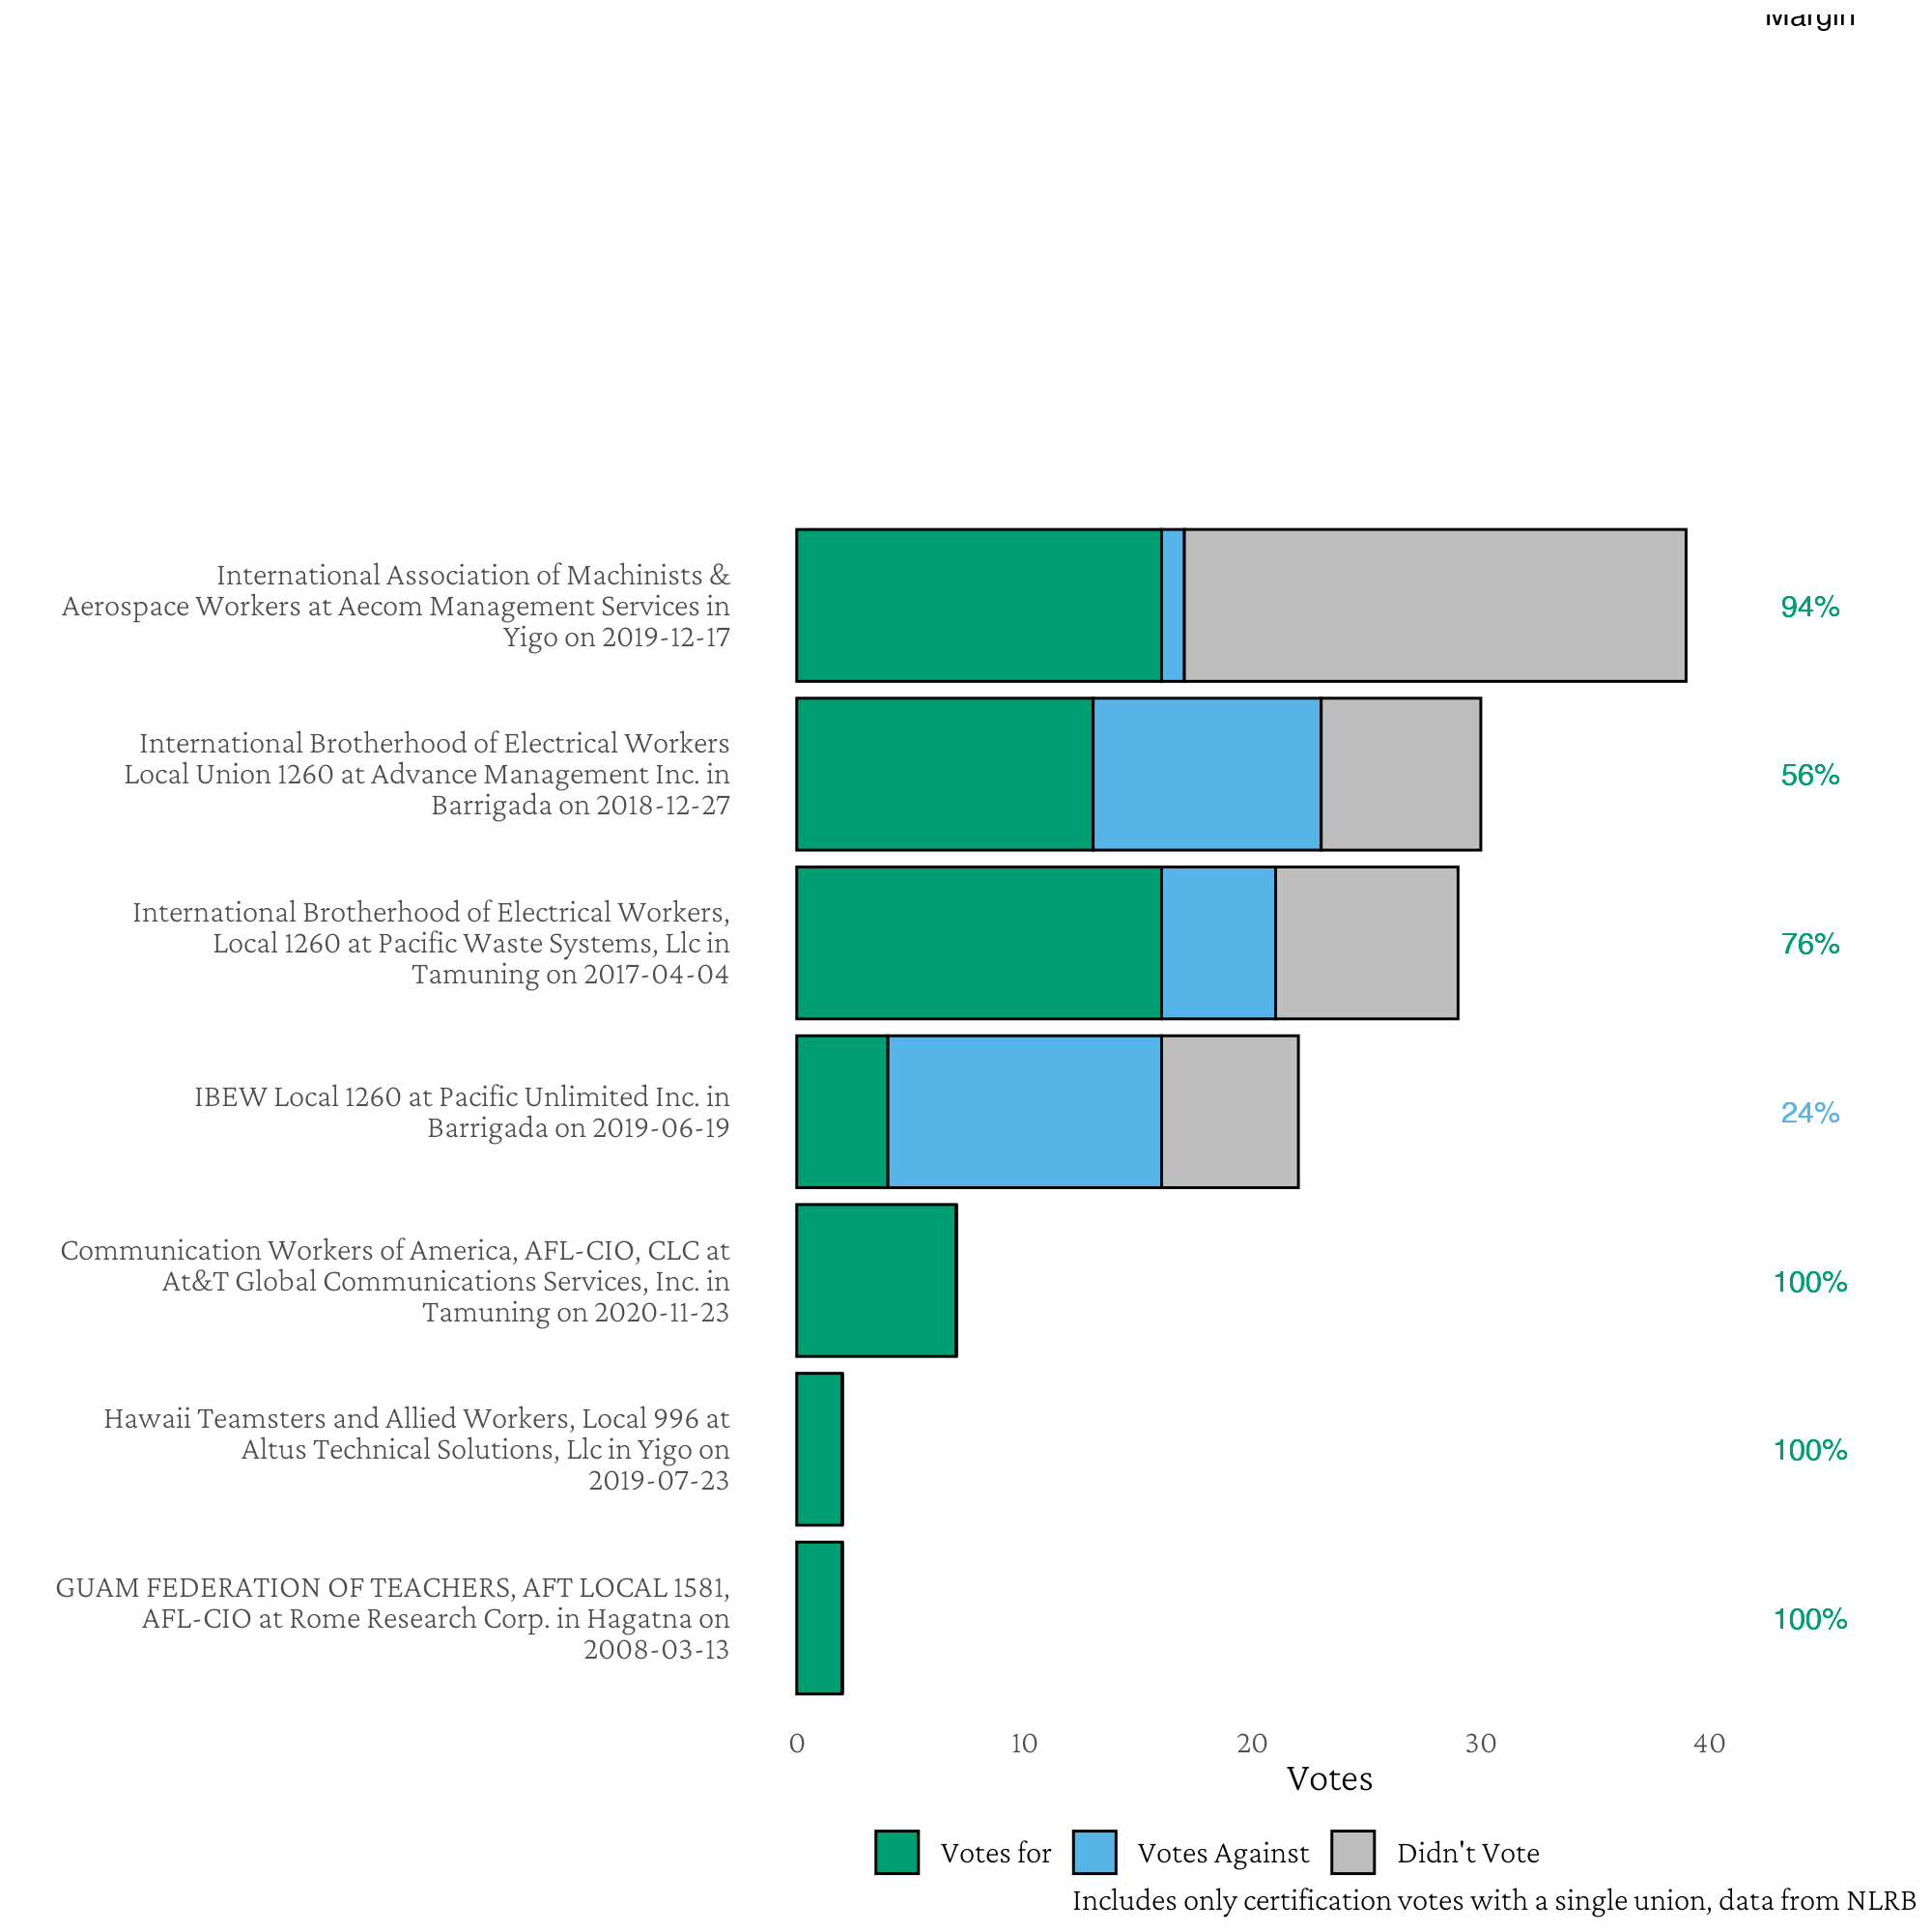 Margin
International Association of Machinists &
Aerospace Workers at Aecom Management Services in
Yigo on 2019-12-17
94%
International Brotherhood of Electrical Workers
Local Union 1260 at Advance Management Inc. in
Barrigada on 2018-12-27
56%
International Brotherhood of Electrical Workers,
Local 1260 at Pacific Waste Systems, Llc in
Tamuning on 2017-04-04
76%
IBEW Local 1260 at Pacific Unlimited Inc. in
Barrigada on 2019-06-19
24%
Communication Workers of America, AFL-CIO, CLC at
At&T Global Communications Services, Inc. in
Tamuning on 2020-11-23
100%
Hawaii Teamsters and Allied Workers, Local 996 at
Altus Technical Solutions, Llc in Yigo on
2019-07-23
100%
GUAM FEDERATION OF TEACHERS, AFT LOCAL 1581,
AFL-CIO at Rome Research Corp. in Hagatna on
2008-03-13
100%
0 10 20 30 40
Votes
Votes for Votes Against Didn't Vote
Includes only certification votes with a single union, data from NLRB